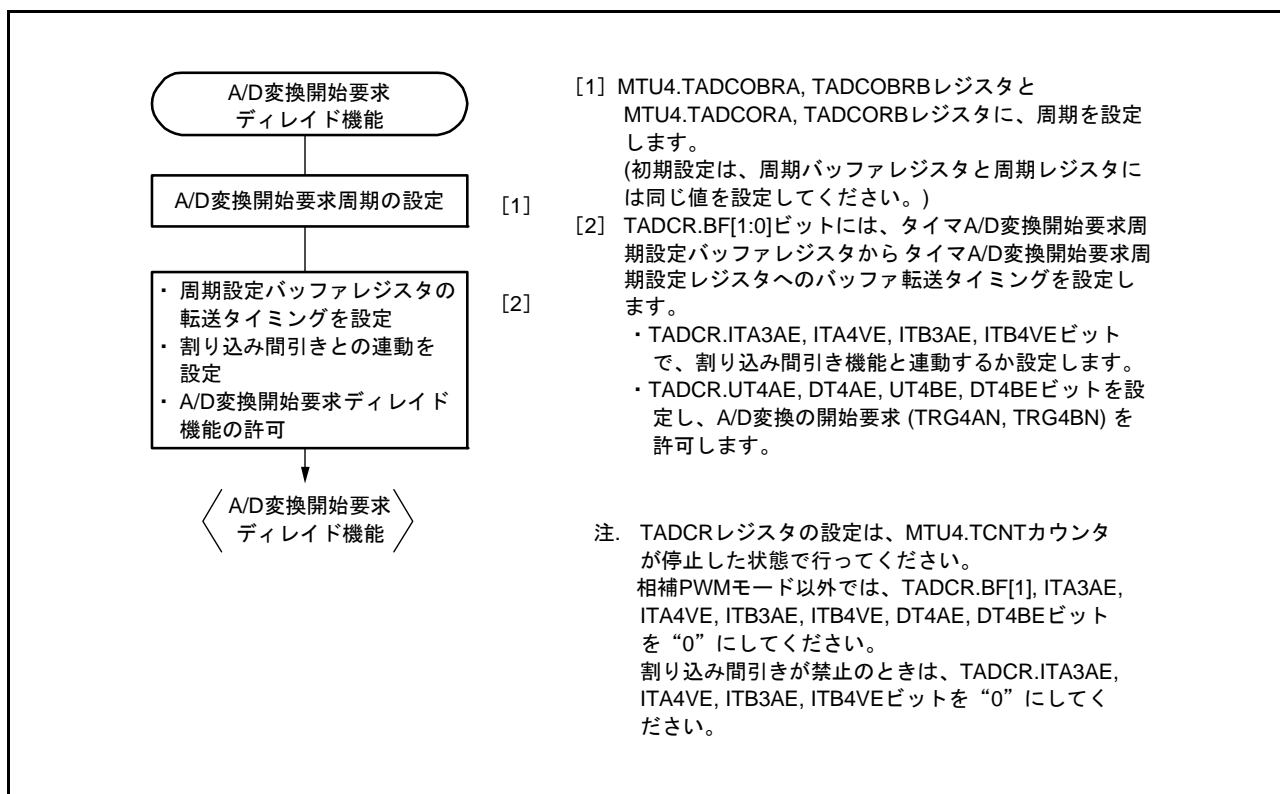 A/D変換開始要求
ディレイド機能
A/D変換開始要求周期の設定
[1]
・ 周期設定バッファレジスタの
転送タイミングを設定
・ 割り込み間引きとの連動を
設定
・ A/D変換開始要求ディレイド
機能の許可
[2]
A/D変換開始要求
ディレイド機能
[1] MTU4.TADCOBRA, TADCOBRBレジスタと
MTU4.TADCORA, TADCORBレジスタに、周期を設定
します。
(初期設定は、周期バッファレジスタと周期レジスタに
は同じ値を設定してください。)
[2] TADCR.BF[1:0]ビットには、タイマA/D変換開始要求周
期設定バッファレジスタから タイマA/D変換開始要求周
期設定レジスタへのバッファ転送タイミングを設定し
ます。
・TADCR.ITA3AE, ITA4VE, ITB3AE, ITB4VEビット
で、割り込み間引き機能と連動するか設定します。
・TADCR.UT4AE, DT4AE, UT4BE, DT4BEビットを設
定し、A/D変換の開始要求 (TRG4AN, TRG4BN) を
許可します。
注. TADCRレジスタの設定は、MTU4.TCNTカウンタ
が停止した状態で行ってください。
相補PWMモード以外では、TADCR.BF[1], ITA3AE,
ITA4VE, ITB3AE, ITB4VE, DT4AE, DT4BEビット
を“0”にしてください。
割り込み間引きが禁止のときは、TADCR.ITA3AE,
ITA4VE, ITB3AE, ITB4VEビットを“0”にしてく
ださい。